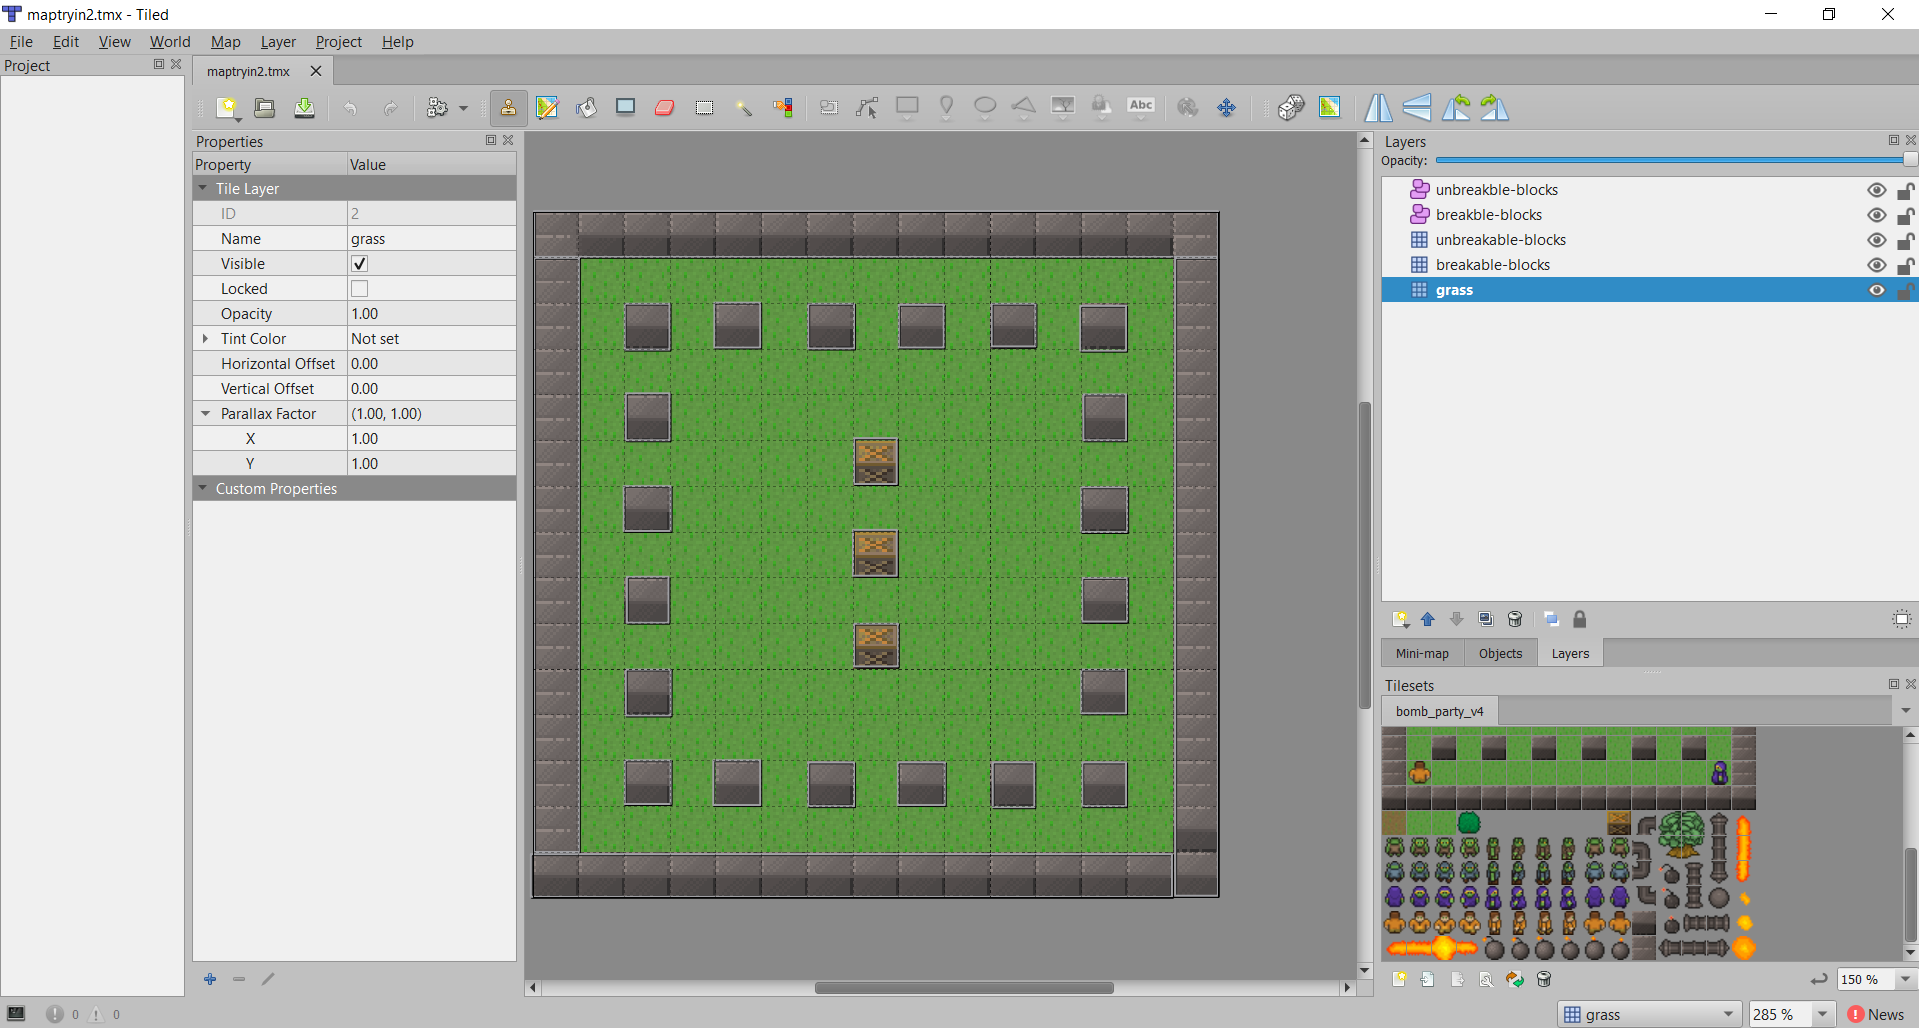 maptryin2.tmx - Tiled
File Edit View World Map Layer Project Help
Project
maptryin2.tmx
Abc
Properties
Property Value
Tile Layer
ID 2
Name grass
Visible
Locked
Opacity 1.00
Tint Color Not set
Horizontal Offset 0.00
Vertical Offset 0.00
Parallax Factor (1.00, 1.00)
X 1.00
Y 1.00
Custom Properties
Layers
Opacity:
unbreakble-blocks
breakble-blocks
unbreakable-blocks
breakable-blocks
grass
Mini-map Objects Layers
Tilesets
bomb_party_v4
150 %
0 0
grass 285 % News